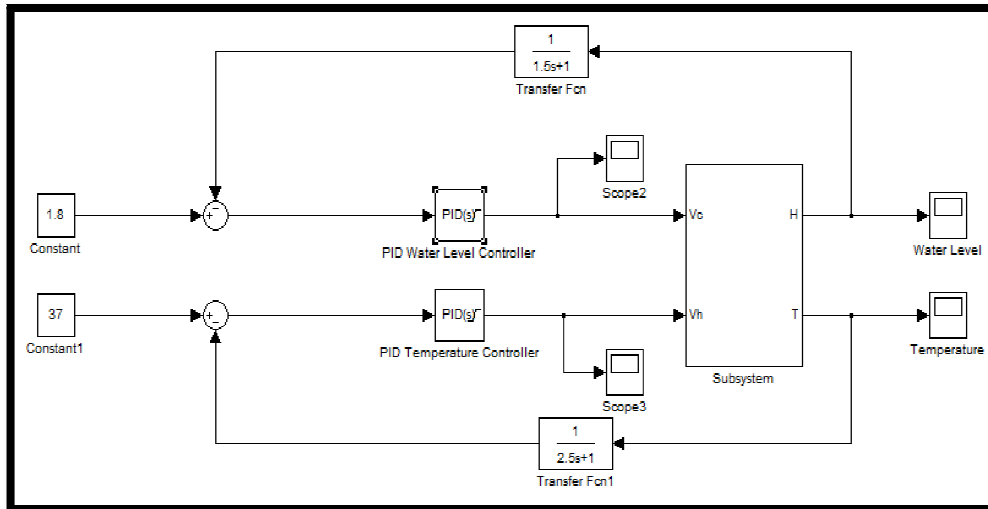 1
1.5s+1
Transfer Fcn
Scope2
1.8
Constant
PID(s)
PID Water Level Controller
Vc
H
Water Level
37
Constant1
PID(s)
PID Temperature Controller
Vh
T
Temperature
Subsystem
Scope3
1
2.5s+1
Transfer Fcn1